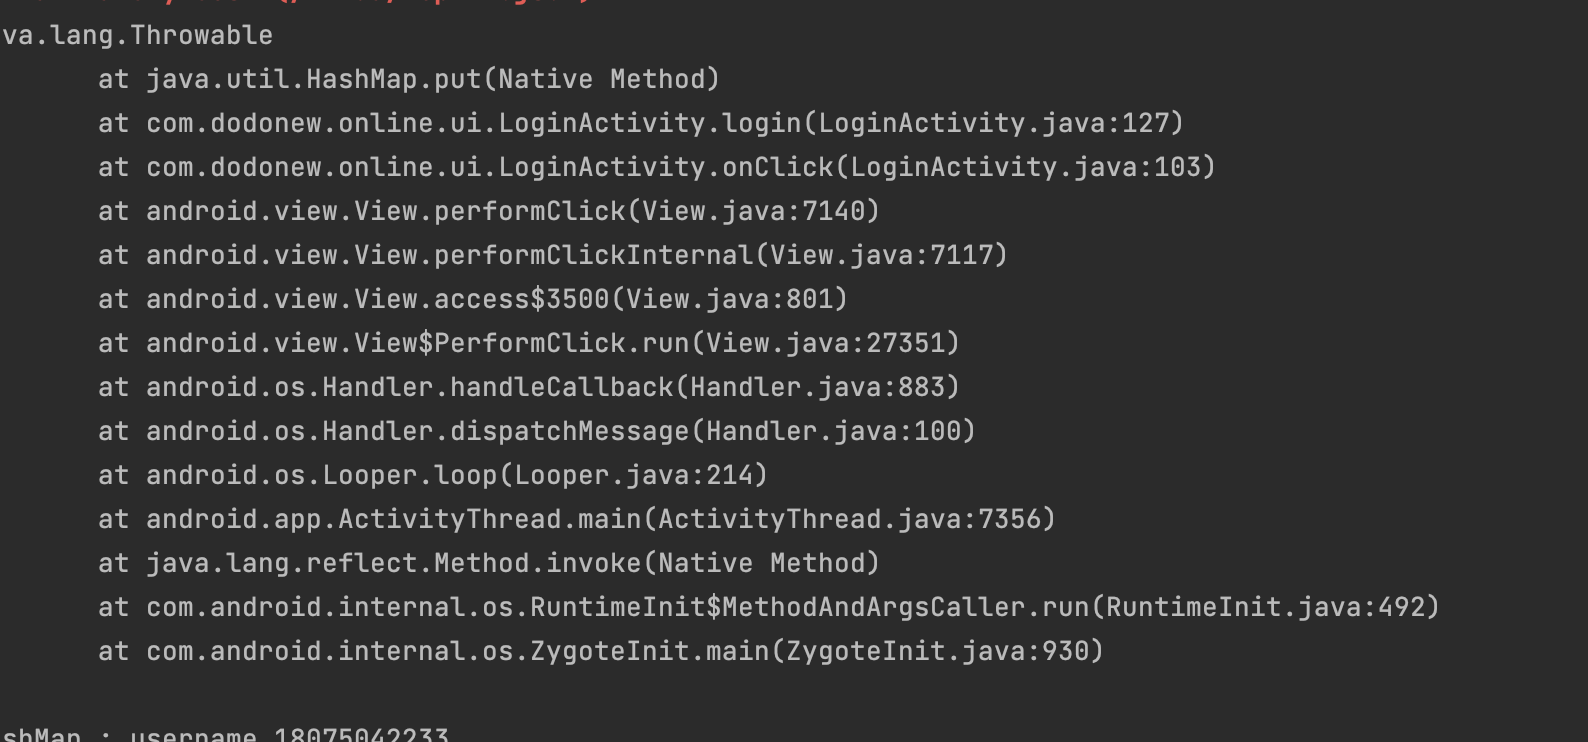 va.lang.Throwable
at java.util.HashMap.put(Native Method)
at com.dodonew.online.ui.LoginActivity.login(LoginActivity.java:127)
at com.dodonew.online.ui.LoginActivity.onClick(LoginActivity.java:103)
at android.view.View.performClick(View.java:7140)
at android.view.View.performClickInternal(View.java:7117)
at android.view.View.access$3500(View.java:801)
at android.view.View$PerformClick.run(View.java:27351)
at android.os.Handler.handleCallback(Handler.java:883)
at android.os.Handler.dispatchMessage(Handler.java:100)
at android.os.Looper.loop(Looper.java:214)
at android.app.ActivityThread.main(ActivityThread.java:7356)
at java.lang.reflect.Method.invoke(Native Method)
at com.android.internal.os.RuntimeInit$MethodAndArgsCaller.run(RuntimeInit.java:492)
at com.android.internal.os.ZygoteInit.main(ZygoteInit.java:930)
shMap : username 18075042233